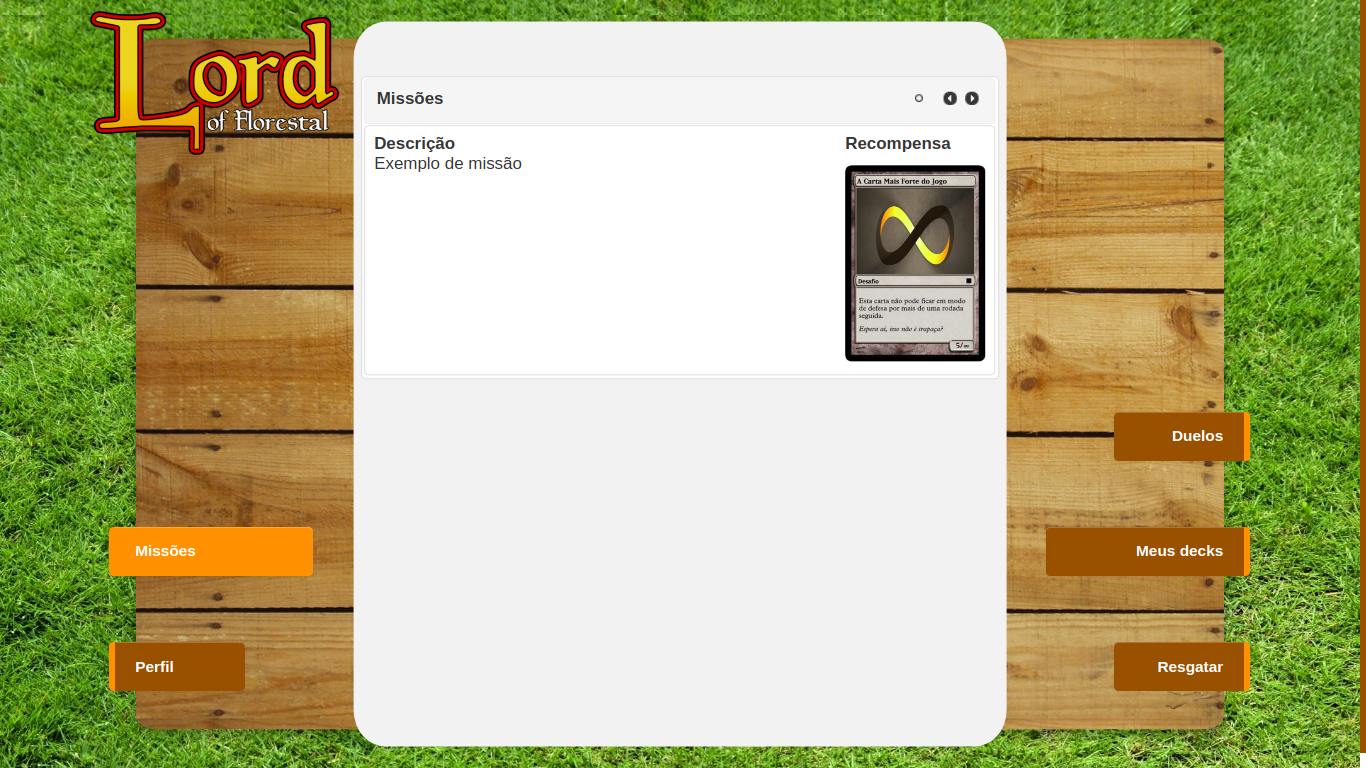 Lord
of Florestal
Missões
Descrição
Exemplo de missão
Recompensa
A Carta Mais Forte do Jogo
Desafio
Esta carta não pode ficar em modo
de defesa por mais de uma rodada
seguida.
Espera aí, isso não é trapaça?
5/∞
Duelos
Missões
Meus decks
Perfil
Resgatar